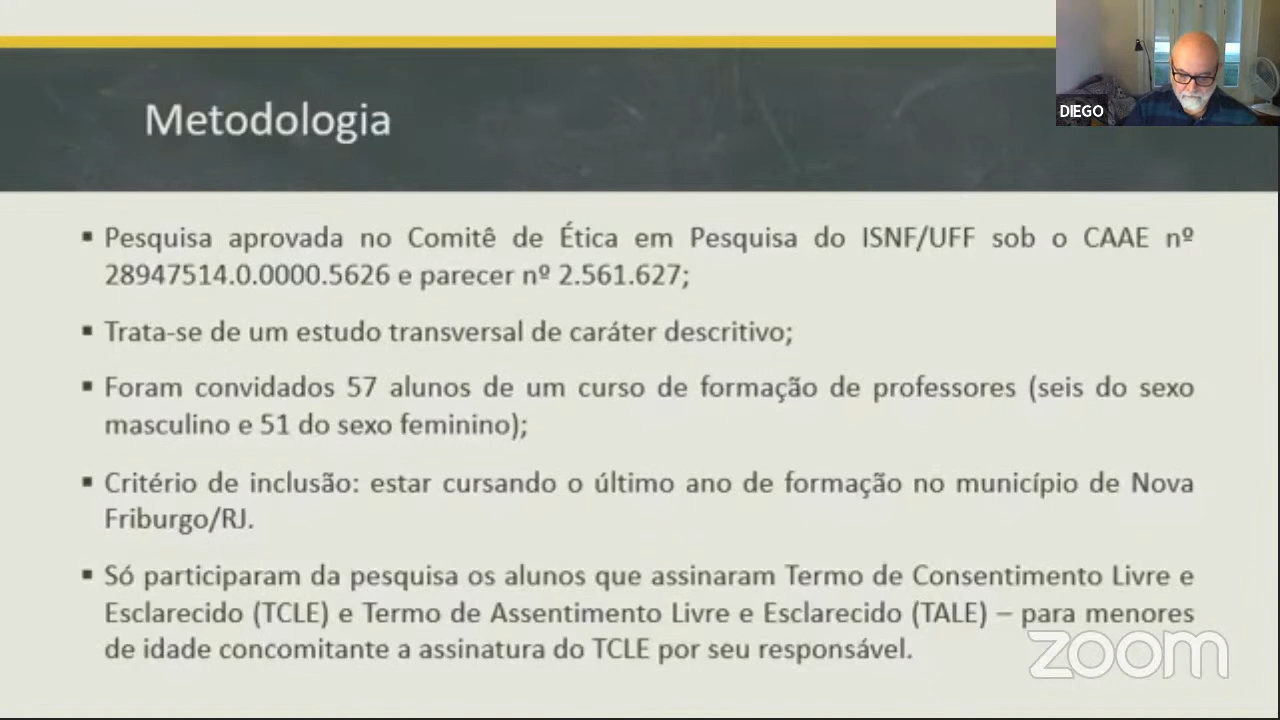 Metodologia
DIEGO
▪ Pesquisa aprovada no Comitê de Ética em Pesquisa do ISNF/UFF sob o CAAE nº
28947514.0.0000.5626 e parecer nº 2.561.627;
▪ Trata-se de um estudo transversal de caráter descritivo;
▪ Foram convidados 57 alunos de um curso de formação de professores (seis do sexo
masculino e 51 do sexo feminino);
▪ Critério de inclusão: estar cursando o último ano de formação no município de Nova
Friburgo/RJ.
▪ Só participaram da pesquisa os alunos que assinaram Termo de Consentimento Livre e
Esclarecido (TCLE) e Termo de Assentimento Livre e Esclarecido (TALE) – para menores
de idade concomitante a assinatura do TCLE por seu responsável.
zoom